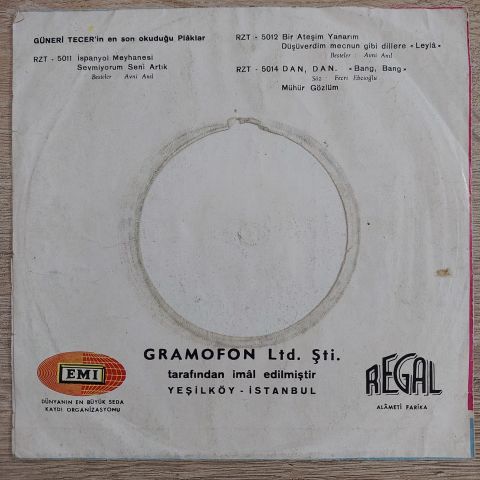 GÜNERİ TECER'in en son okuduğu Plâklar
RZT - 5011 İspanyol Meyhanesi
Sevmiyorum Seni Artık
Besteler : Avni Anıl
RZT - 5012 Bir Ateşim Yanarım
Düşüverdim mecnun gibi dillere «Leylâ»
Besteler : Avni Anıl
RZT - 5014 DAN, DAN. «Bang, Bang»
Söz : Fecri Ebcioğlu
Mühür Gözlüm
GRAMOFON Ltd. Şti.
tarafından imâl edilmiştir
YEŞİLKÖY - İSTANBUL
EMI
DÜNYANIN EN BÜYÜK SEDA
KAYDI ORGANİZASYONU
REGAL
ALÂMETİ FARİKA